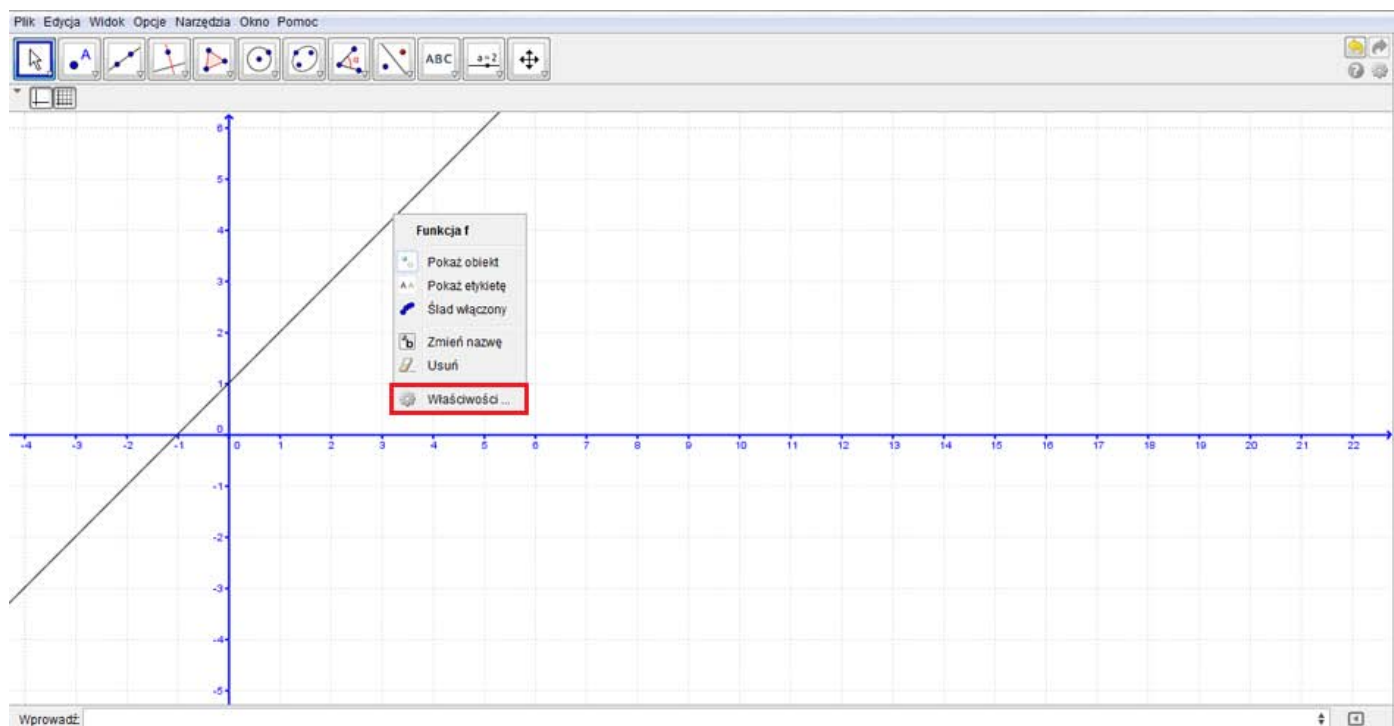 Plik Edycja Widok Opcje Narzędzia Okno Pomoc
A α ABC a=2
6
5
4
3
2
1
0
-1
-2
-3
-4
-5
-4 -3 -2 -1 0 1 2 3 4 5 6 7 8 9 10 11 12 13 14 15 16 17 18 19 20 21 22
Funkcja f
Pokaż obiekt
AA Pokaż etykietę
Ślad włączony
ab Zmień nazwę
Usuń
Właściwości ...
Wprowadź: